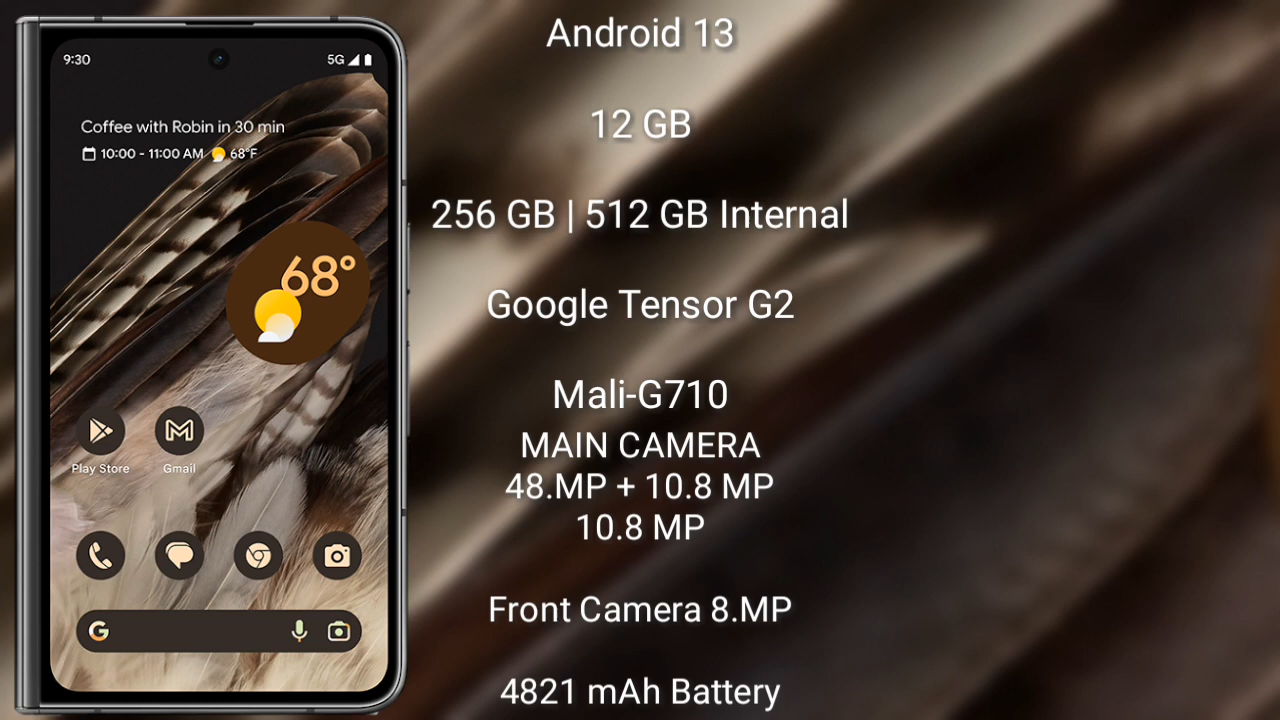 9:30
5G
Coffee with Robin in 30 min
10:00 - 11:00 AM 68°F
68°
Play Store
Gmail
Android 13
12 GB
256 GB | 512 GB Internal
Google Tensor G2
Mali-G710
MAIN CAMERA
48.MP + 10.8 MP
10.8 MP
Front Camera 8.MP
4821 mAh Battery